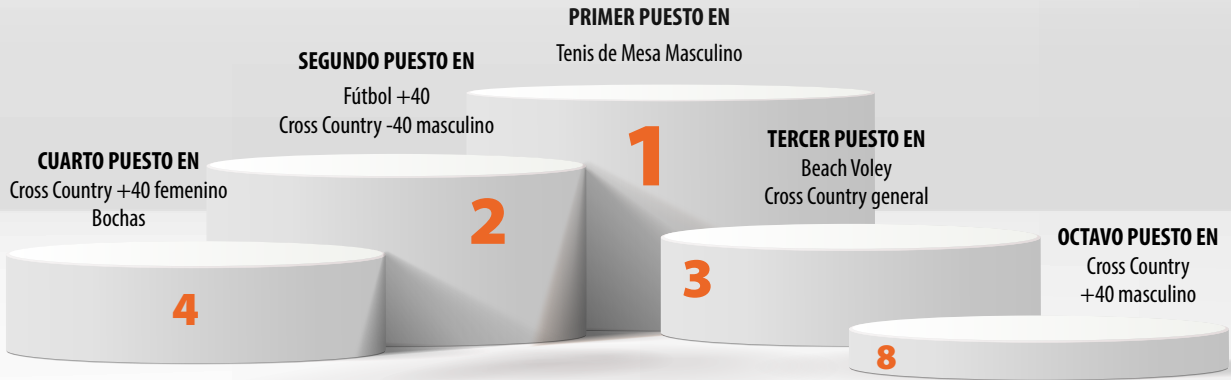 PRIMER PUESTO EN
Tenis de Mesa Masculino
1
SEGUNDO PUESTO EN
Fútbol +40
Cross Country -40 masculino
2
TERCER PUESTO EN
Beach Voley
Cross Country general
3
CUARTO PUESTO EN
Cross Country +40 femenino
Bochas
4
OCTAVO PUESTO EN
Cross Country
+40 masculino
8